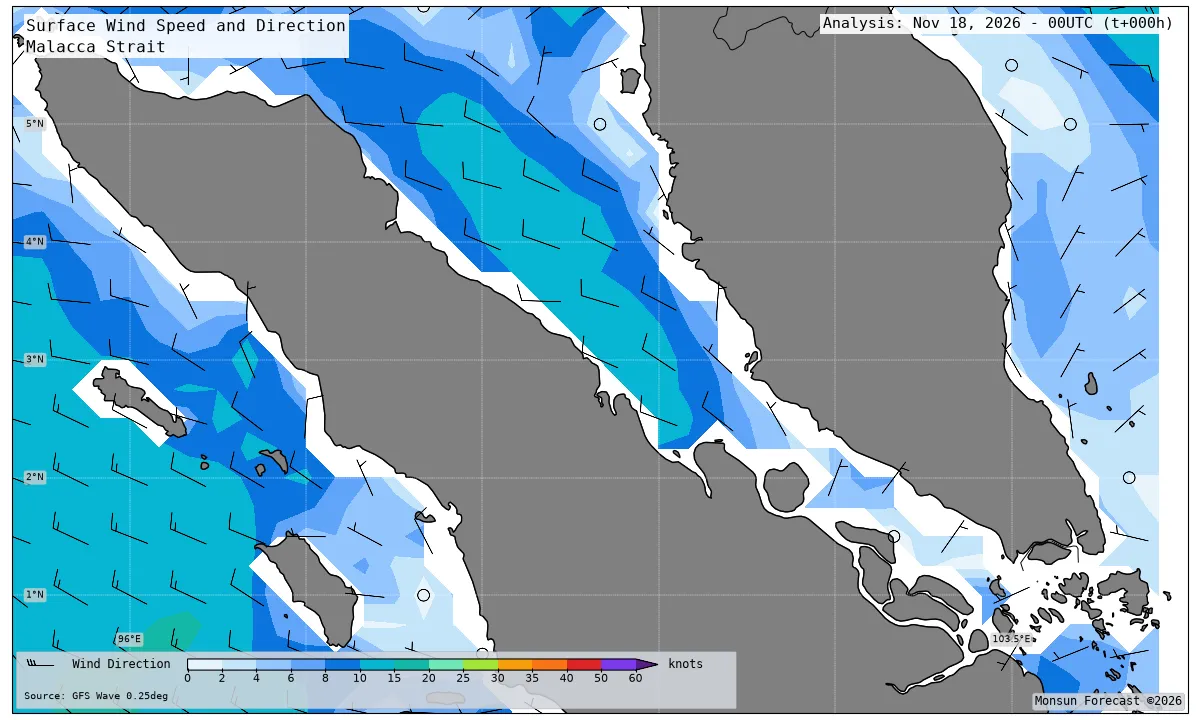 Surface Wind Speed and Direction
Malacca Strait
Analysis: Nov 18, 2026 - 00UTC (t+000h)
5°N
4°N
3°N
2°N
1°N
96°E
103.5°E
Wind Direction
0 2 4 6 8 10 15 20 25 30 35 40 50 60
knots
Source: GFS Wave 0.25deg
Monsun Forecast ©2026